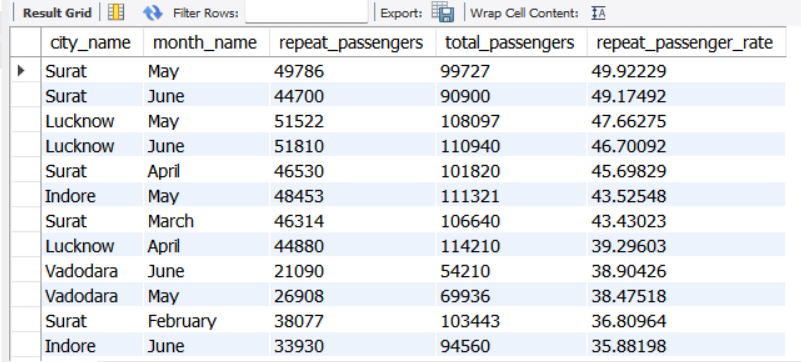 Result Grid Filter Rows: Export: Wrap Cell Content: IA
city_name month_name repeat_passengers total_passengers repeat_passenger_rate
Surat May 49786 99727 49.92229
Surat June 44700 90900 49.17492
Lucknow May 51522 108097 47.66275
Lucknow June 51810 110940 46.70092
Surat April 46530 101820 45.69829
Indore May 48453 111321 43.52548
Surat March 46314 106640 43.43023
Lucknow April 44880 114210 39.29603
Vadodara June 21090 54210 38.90426
Vadodara May 26908 69936 38.47518
Surat February 38077 103443 36.80964
Indore June 33930 94560 35.88198